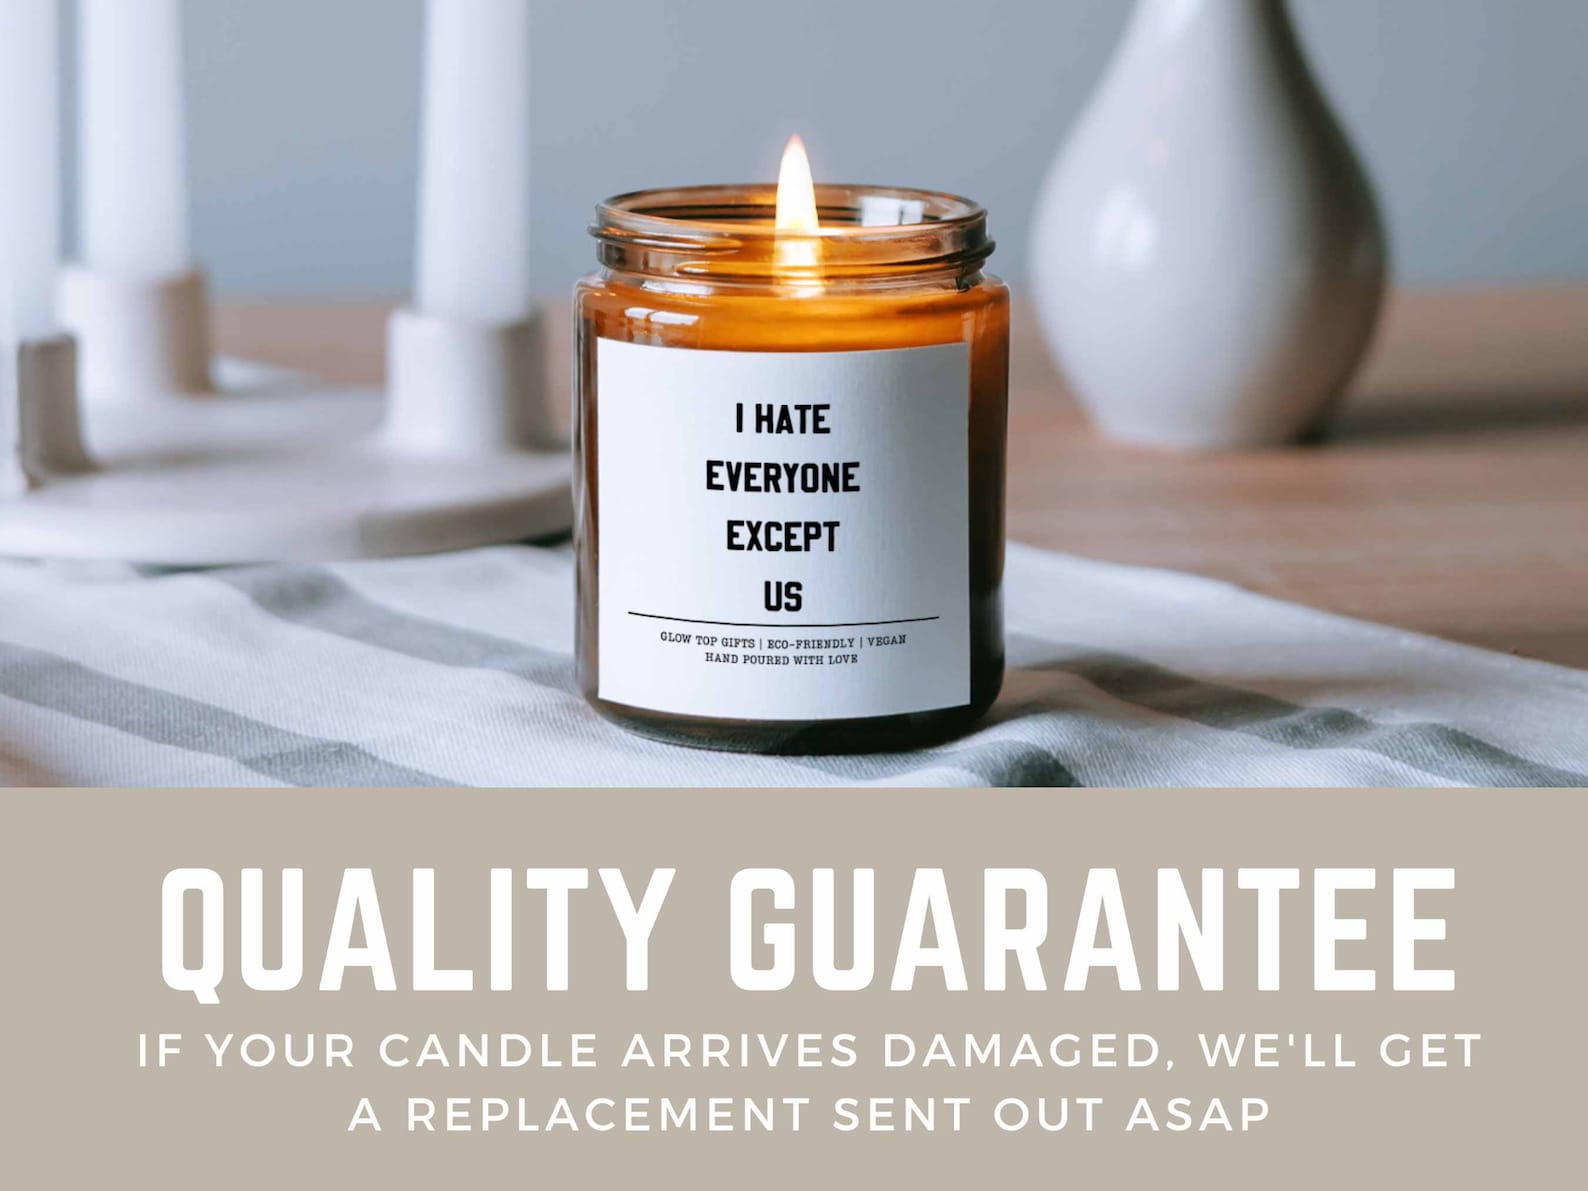 I HATE
EVERYONE
EXCEPT
US
GLOW TOP GIFTS | ECO-FRIENDLY | VEGAN
HAND POURED WITH LOVE
QUALITY GUARANTEE
IF YOUR CANDLE ARRIVES DAMAGED, WE'LL GET
A REPLACEMENT SENT OUT ASAP